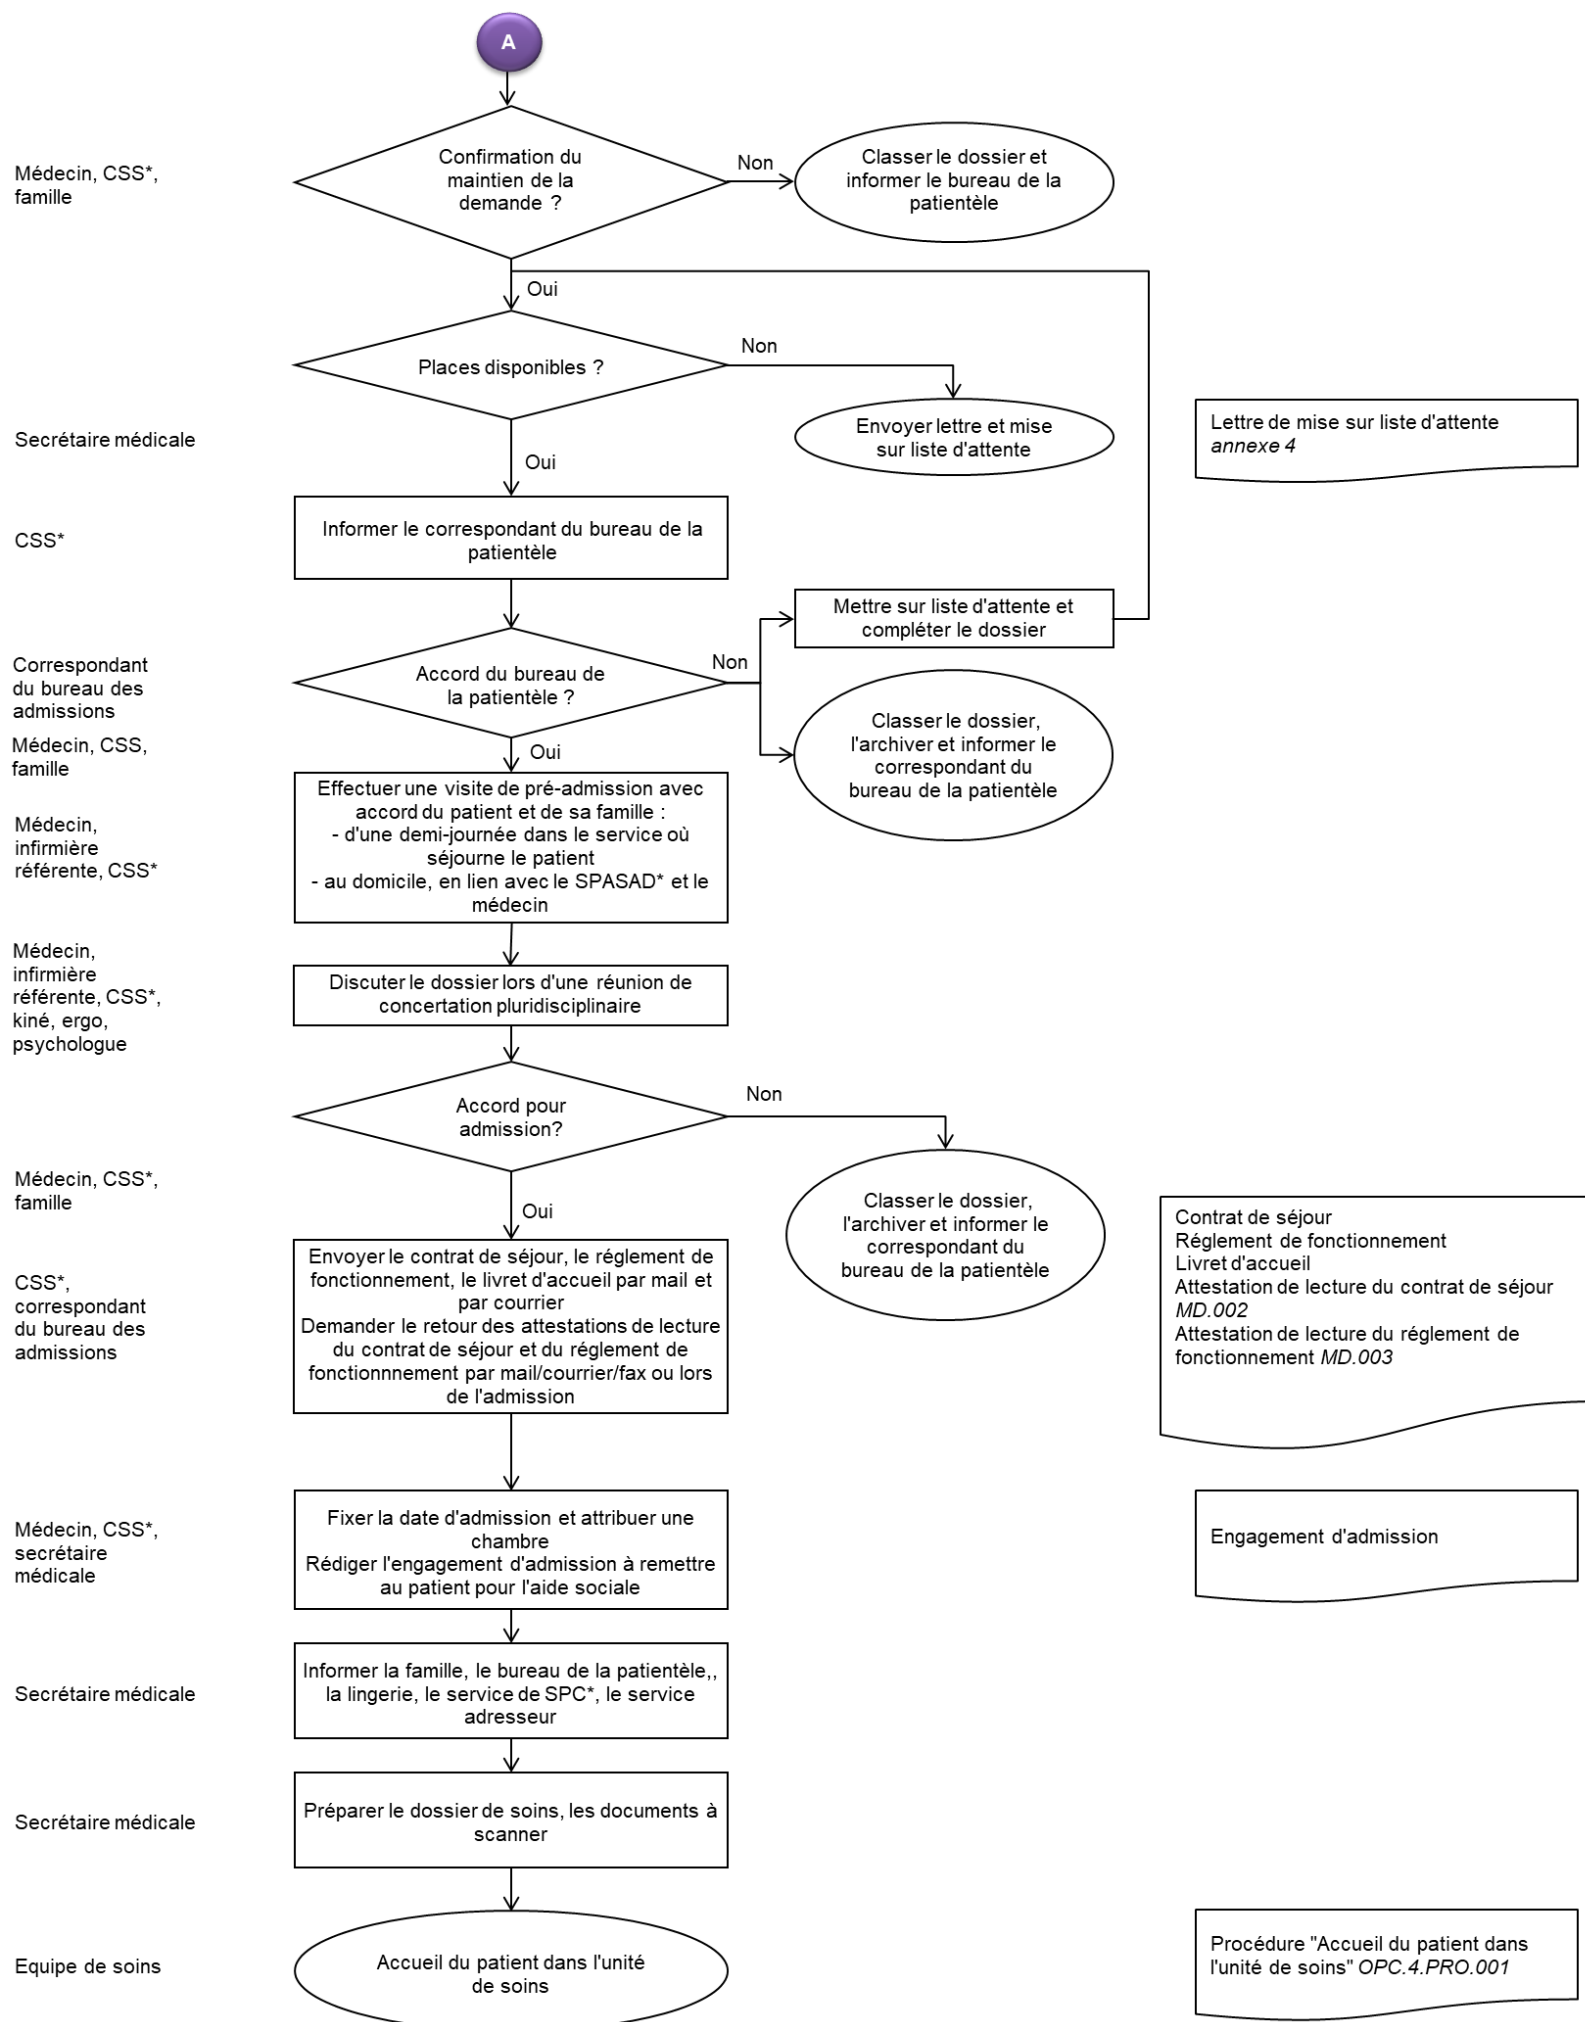 A
Médecin, CSS*,
famille
Confirmation du
maintien de la
demande ?
Non
Classer le dossier et
informer le bureau de la
patientèle
Oui
Places disponibles ?
Non
Secrétaire médicale
Envoyer lettre et mise
sur liste d'attente
Lettre de mise sur liste d'attente
annexe 4
Oui
CSS*
Informer le correspondant du bureau de la
patientèle
Mettre sur liste d'attente et
compléter le dossier
Correspondant
du bureau des
admissions
Accord du bureau de
la patientèle ?
Non
Classer le dossier,
l'archiver et informer le
correspondant du
bureau de la patientèle
Médecin, CSS,
famille
Oui
Médecin,
infirmière
référente, CSS*
Effectuer une visite de pré-admission avec
accord du patient et de sa famille :
- d'une demi-journée dans le service où
séjourne le patient
- au domicile, en lien avec le SPASAD* et le
médecin
Médecin,
infirmière
référente, CSS*,
kiné, ergo,
psychologue
Discuter le dossier lors d'une réunion de
concertation pluridisciplinaire
Accord pour
admission?
Non
Médecin, CSS*,
famille
Oui
Classer le dossier,
l'archiver et informer le
correspondant du
bureau de la patientèle
Contrat de séjour
Réglement de fonctionnement
Livret d'accueil
Attestation de lecture du contrat de séjour
MD.002
Attestation de lecture du réglement de
fonctionnement MD.003
CSS*,
correspondant
du bureau des
admissions
Envoyer le contrat de séjour, le réglement de
fonctionnement, le livret d'accueil par mail et
par courrier
Demander le retour des attestations de lecture
du contrat de séjour et du réglement de
fonctionnnement par mail/courrier/fax ou lors
de l'admission
Médecin, CSS*,
secrétaire
médicale
Fixer la date d'admission et attribuer une
chambre
Rédiger l'engagement d'admission à remettre
au patient pour l'aide sociale
Engagement d'admission
Secrétaire médicale
Informer la famille, le bureau de la patientèle,,
la lingerie, le service de SPC*, le service
adresseur
Secrétaire médicale
Préparer le dossier de soins, les documents à
scanner
Equipe de soins
Accueil du patient dans l'unité
de soins
Procédure "Accueil du patient dans
l'unité de soins" OPC.4.PRO.001